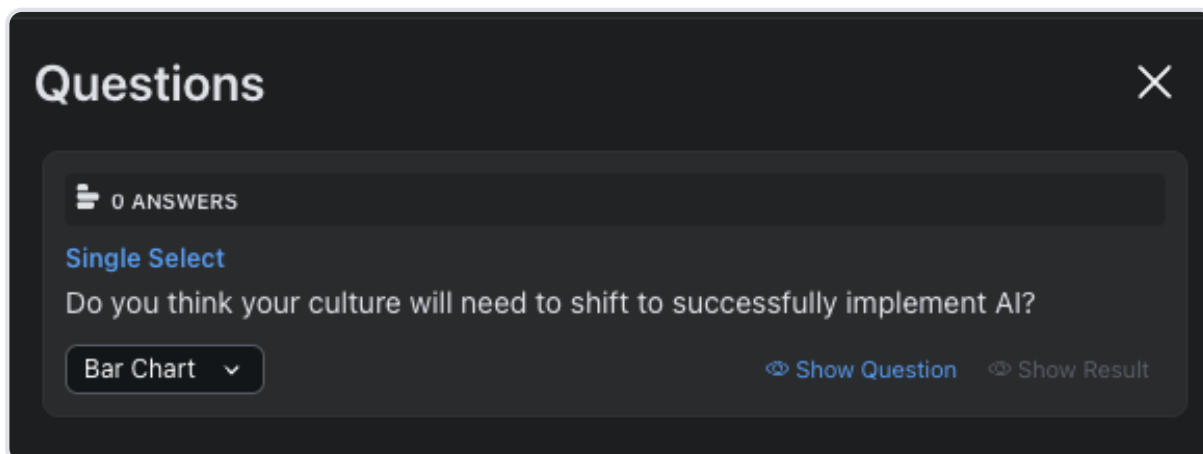 Questions
0 ANSWERS
Single Select
Do you think your culture will need to shift to successfully implement AI?
Bar Chart
Show Question
Show Result